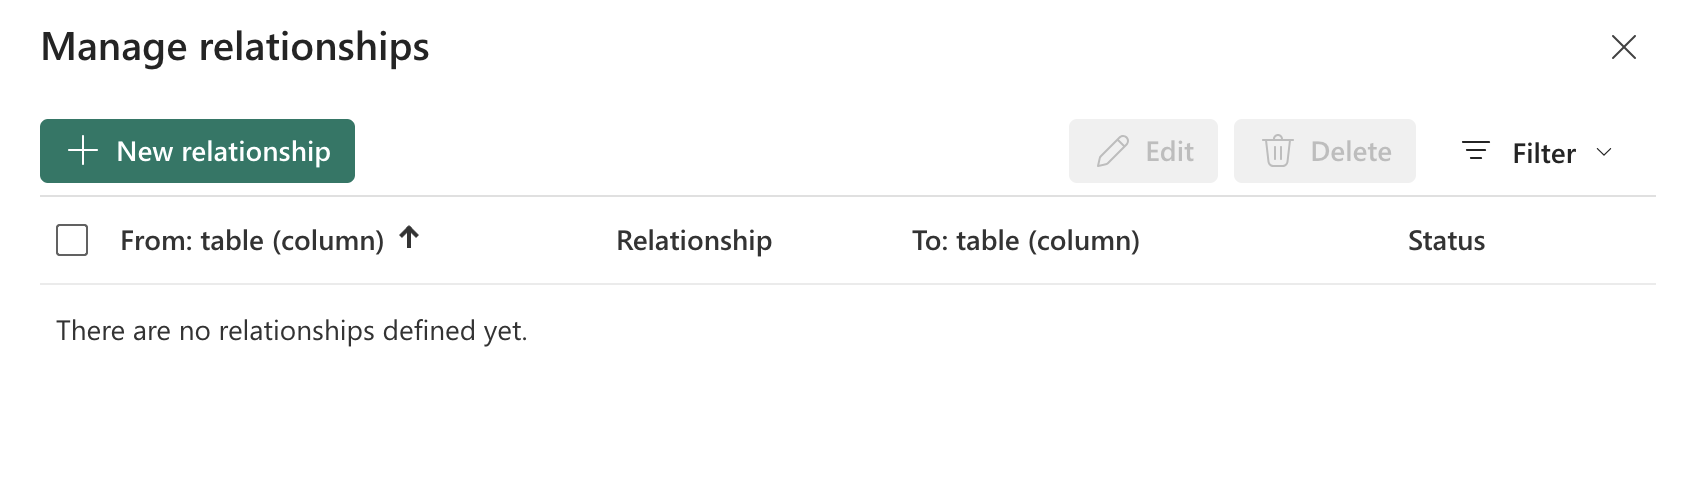 Manage relationships
New relationship Edit Delete Filter
From: table (column) Relationship To: table (column) Status
There are no relationships defined yet.